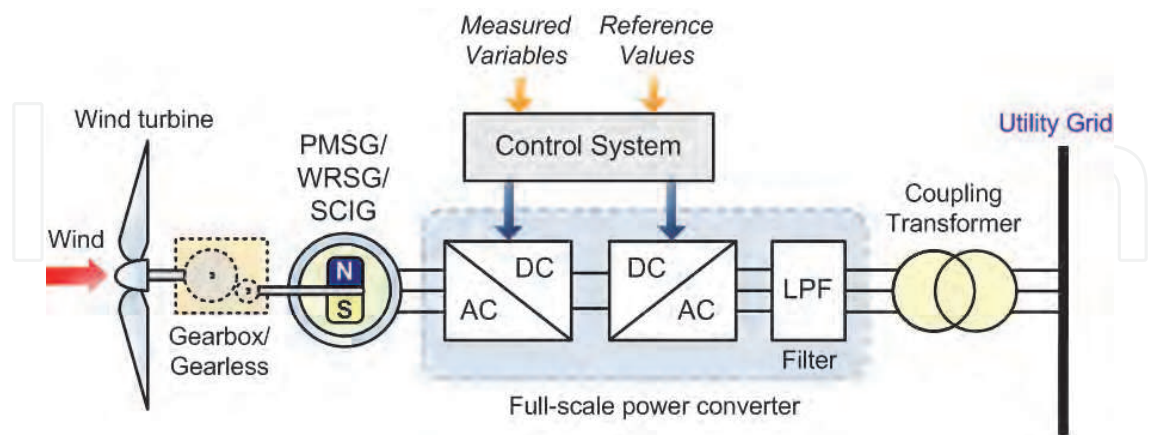 Measured
Variables
Reference
Values
Control System
Wind turbine
PMSG/
WRSG/
SCIG
Utility Grid
Coupling
Transformer
Wind
N
S
DC
AC
DC
AC
LPF
Filter
Gearbox/
Gearless
Full-scale power converter